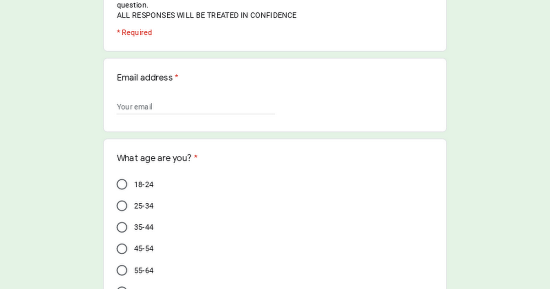 question.
ALL RESPONSES WILL BE TREATED IN CONFIDENCE
* Required
Email address *
Your email
What age are you? *
18-24
25-34
35-44
45-54
55-64